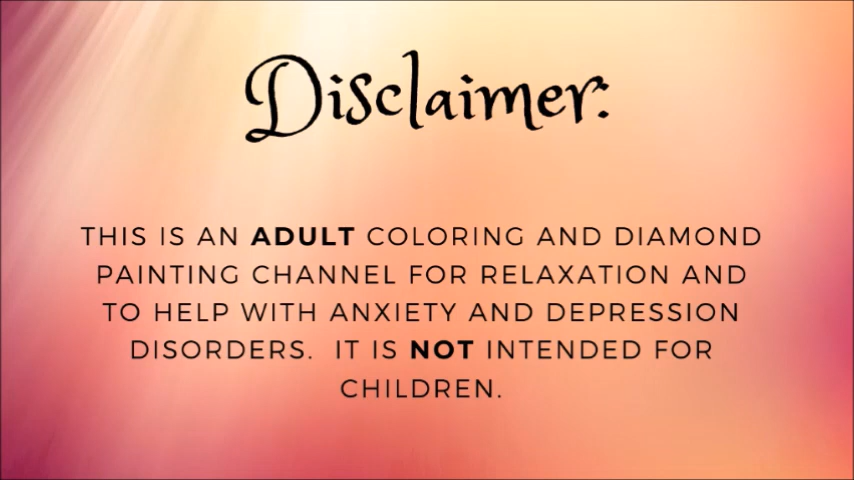 Disclaimer:
THIS IS AN ADULT COLORING AND DIAMOND
PAINTING CHANNEL FOR RELAXATION AND
TO HELP WITH ANXIETY AND DEPRESSION
DISORDERS.  IT IS NOT INTENDED FOR
CHILDREN.